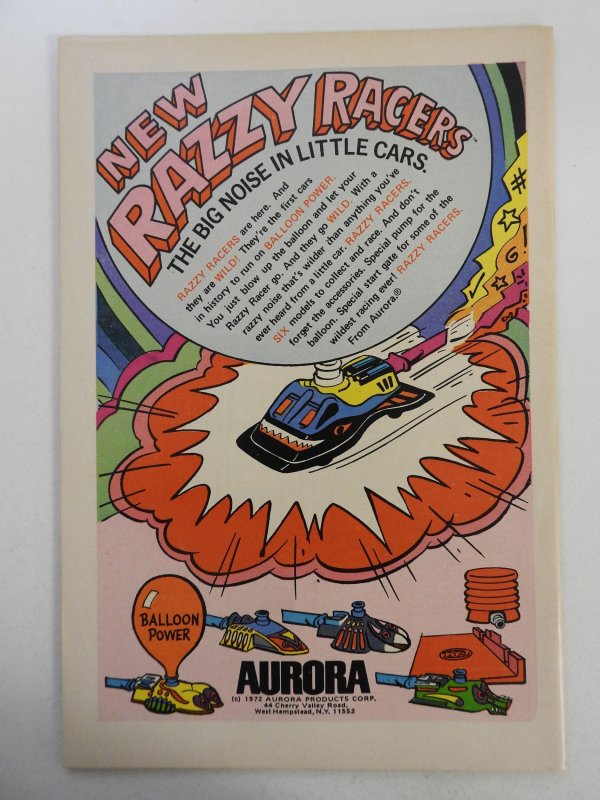 NEW
RAZZY RACERS™
THE BIG NOISE IN LITTLE CARS.
RAZZY RACERS are here. And
they are WILD! They're the first cars
in history to run on BALLOON POWER.
You just blow up the balloon and let your
Razzy Racer go. And they go WILD. With a
razzy noise that's wilder than anything you've
ever heard from a little car. RAZZY RACERS.
SIX models to collect and race. And don't
forget the accessories. Special pump for the
balloon. Special start gate for some of the
wildest racing ever. RAZZY RACERS.
From Aurora.®
BALLOON
POWER
AURORA
(c) 1972 AURORA PRODUCTS CORP.
44 Cherry Valley Road,
West Hempstead, N.Y. 11552